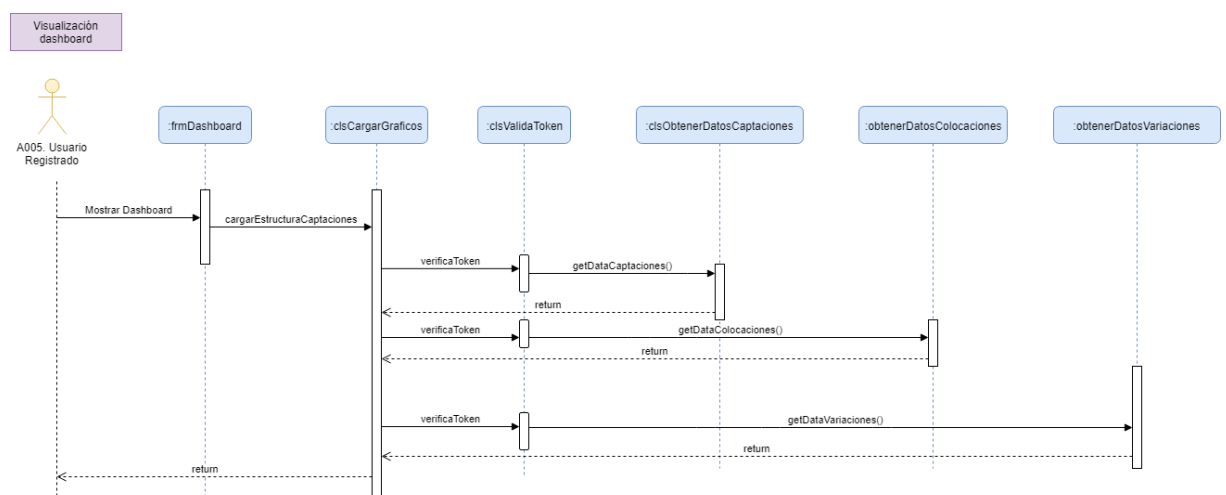 Visualización
dashboard
A005. Usuario
Registrado
:frmDashboard
:clsCargarGraficos
:clsValidaToken
:clsObtenerDatosCaptaciones
:obtenerDatosColocaciones
:obtenerDatosVariaciones
Mostrar Dashboard
cargarEstructuraCaptaciones
verificaToken
getDataCaptaciones()
return
verificaToken
getDataColocaciones()
return
verificaToken
getDataVariaciones()
return
return